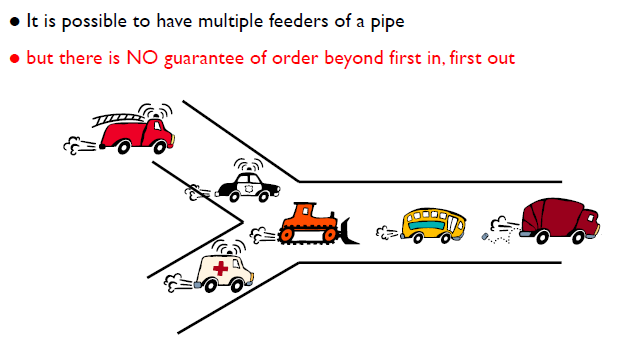 ● It is possible to have multiple feeders of a pipe
● but there is NO guarantee of order beyond first in, first out